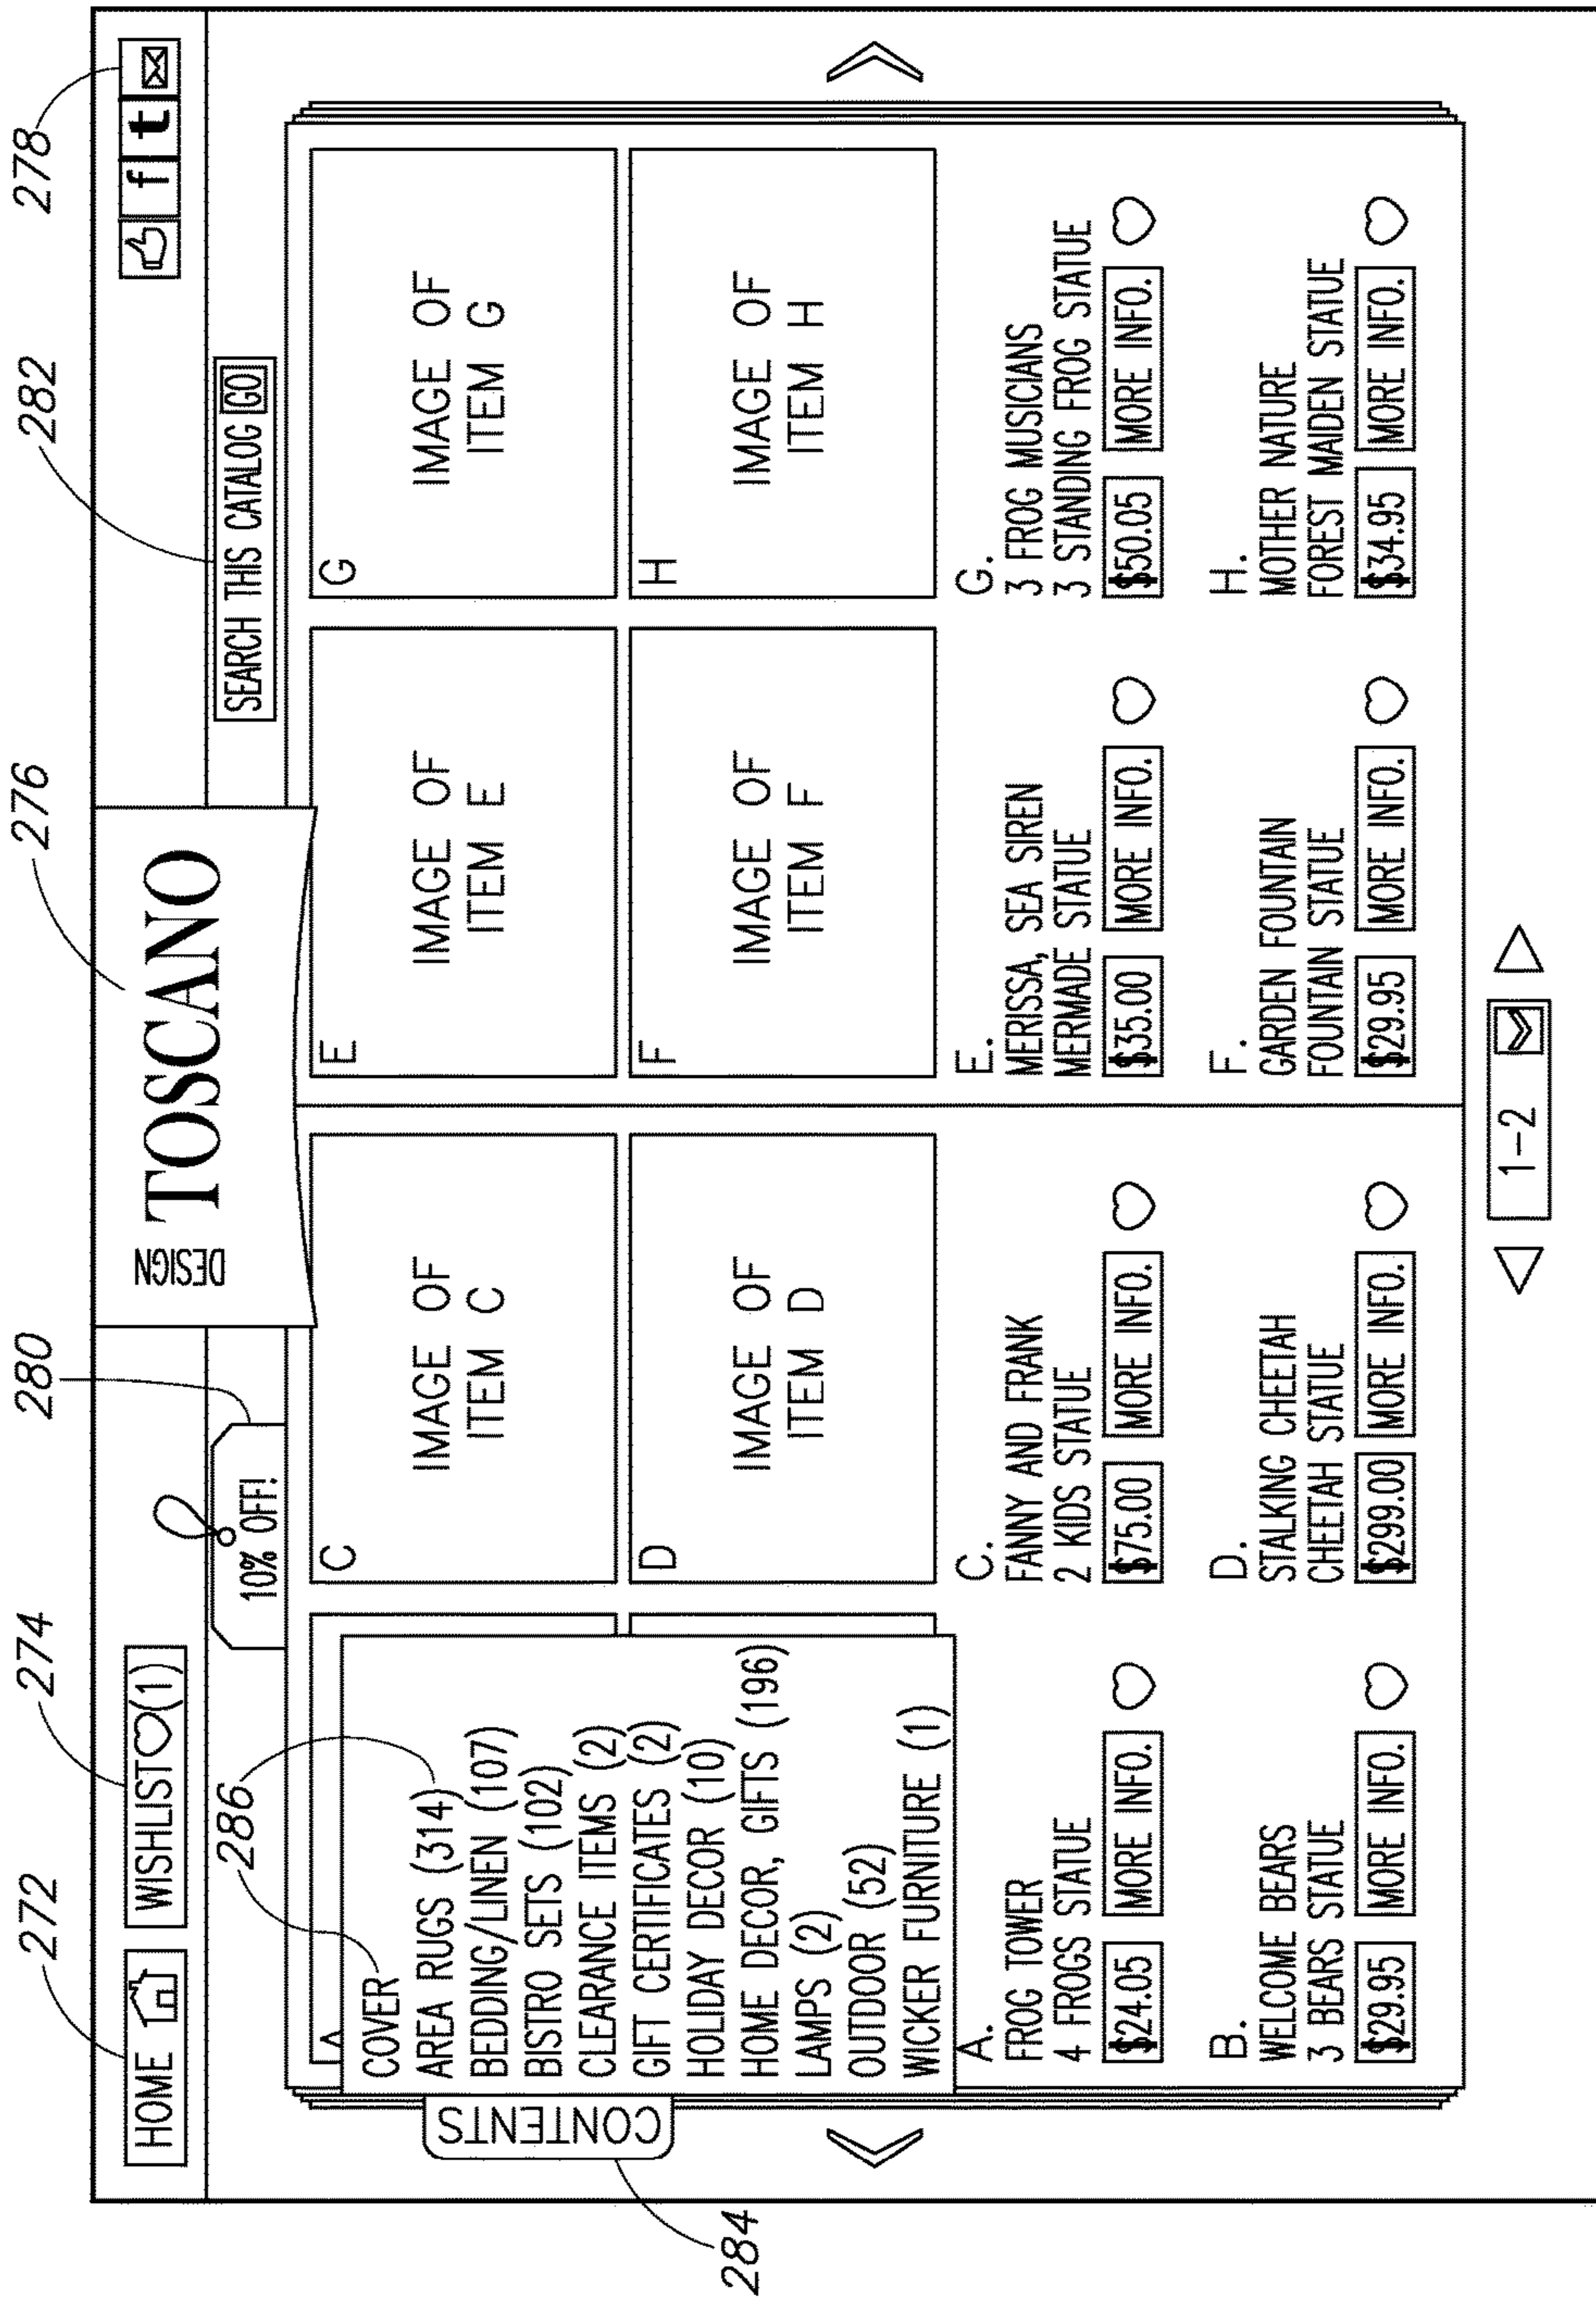 272
274
280
276
282
278
HOME
WISHLIST (1)
DESIGN TOSCANO
f t
10% OFF!
SEARCH THIS CATALOG GO
286
284
CONTENTS
COVER
AREA RUGS (314)
BEDDING/LINEN (107)
BISTRO SETS (102)
CLEARANCE ITEMS (2)
GIFT CERTIFICATES (2)
HOLIDAY DECOR (10)
HOME DECOR, GIFTS (196)
LAMPS (2)
OUTDOOR (52)
WICKER FURNITURE (1)
C
IMAGE OF
ITEM C
D
IMAGE OF
ITEM D
E
IMAGE OF
ITEM E
F
IMAGE OF
ITEM F
G
IMAGE OF
ITEM G
H
IMAGE OF
ITEM H
A.
FROG TOWER
4 FROGS STATUE
$24.05 MORE INFO.
B.
WELCOME BEARS
3 BEARS STATUE
$29.95 MORE INFO.
C.
FANNY AND FRANK
2 KIDS STATUE
$75.00 MORE INFO.
D.
STALKING CHEETAH
CHEETAH STATUE
$299.00 MORE INFO.
E.
MERISSA, SEA SIREN
MERMADE STATUE
$35.00 MORE INFO.
F.
GARDEN FOUNTAIN
FOUNTAIN STATUE
$29.95 MORE INFO.
G.
3 FROG MUSICIANS
3 STANDING FROG STATUE
$50.05 MORE INFO.
H.
MOTHER NATURE
FOREST MAIDEN STATUE
$34.95 MORE INFO.
1-2